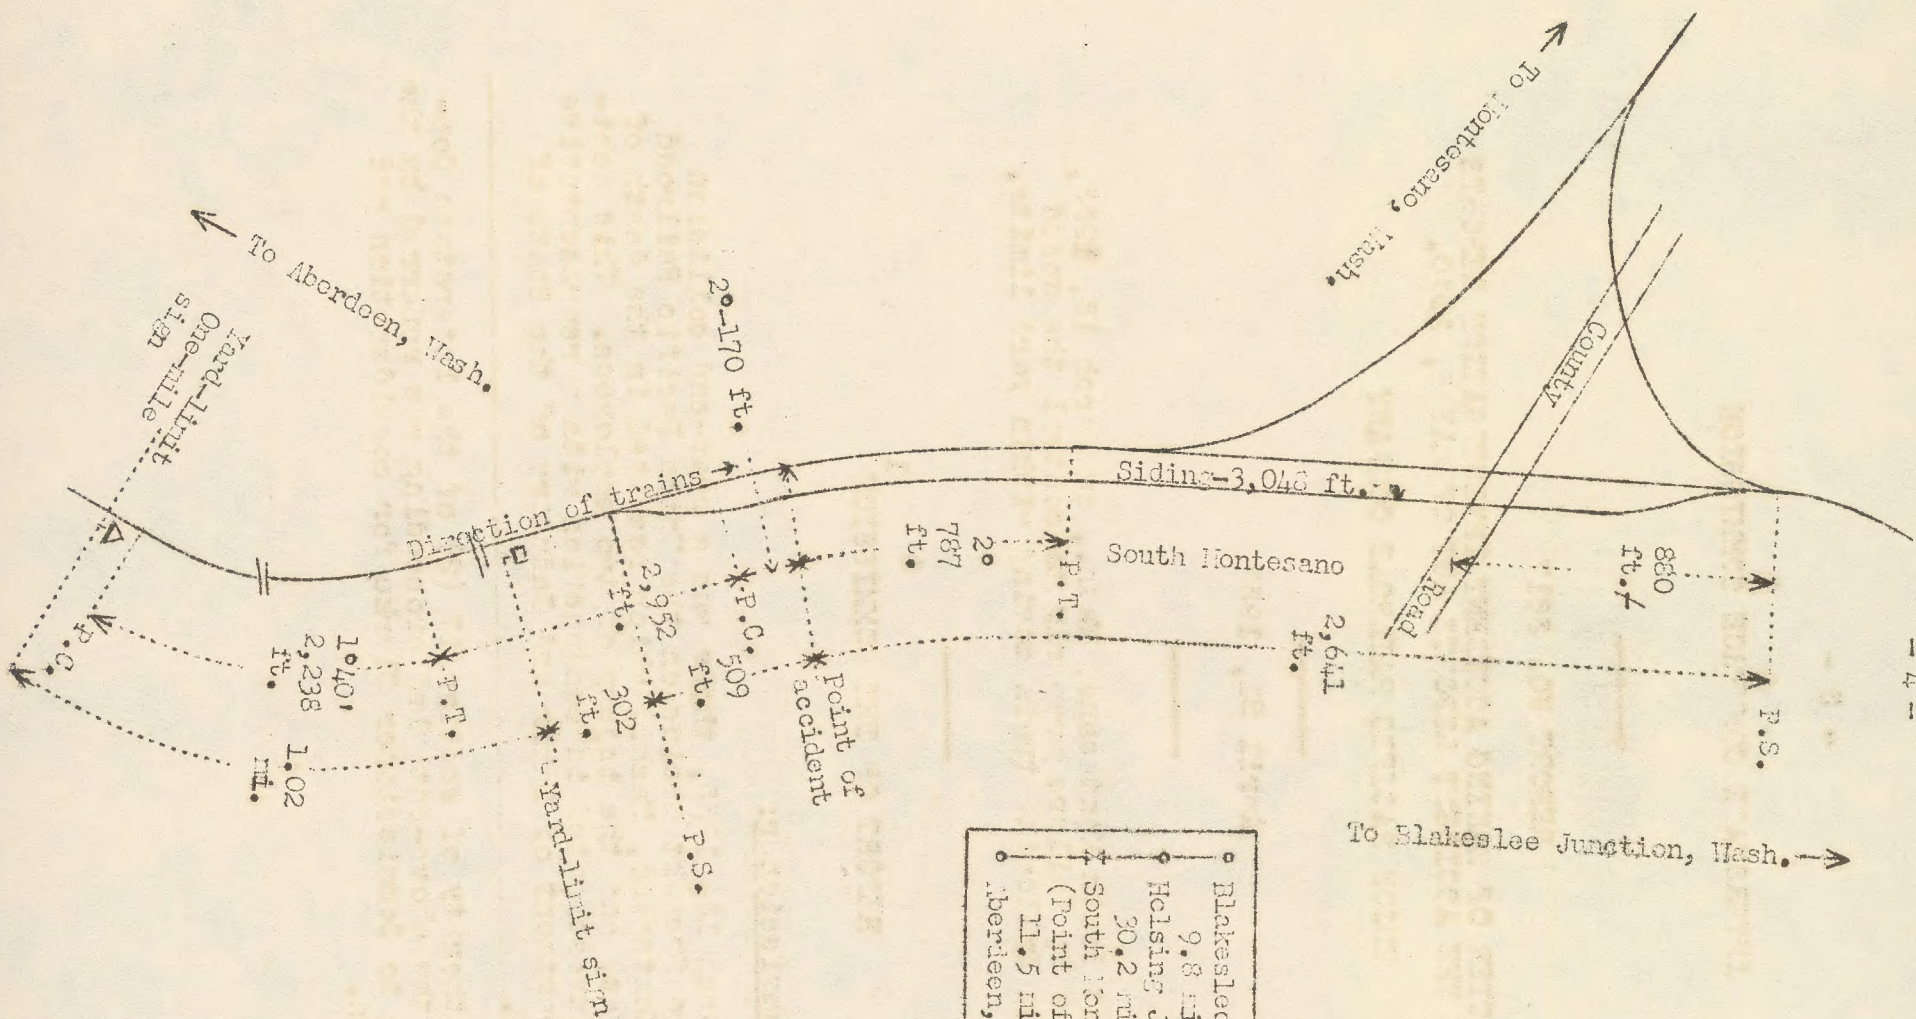 - 4 -
To Montesano, Wash.
County
Road
To Aberdeen, Wash.
Yard-limit
One-mile
sign
2°-170 ft.
Direction of trains
Siding-3,048 ft.
South Montesano
880
ft.
2°
787
ft.
P.T.
P.C.
2,952
ft.
509
ft.
302
ft.
2,641
ft.
Point of
accident
P.S.
P.S.
P.T.
P.C.
1°40'
2,238
ft.
1.02
mi.
Yard-limit sign
To Blakeslee Junction, Wash.
Blakeslee
9.8 mi
Helsing J
30.2 mi
South Mon
(Point of
11.5 mi
Aberdeen,